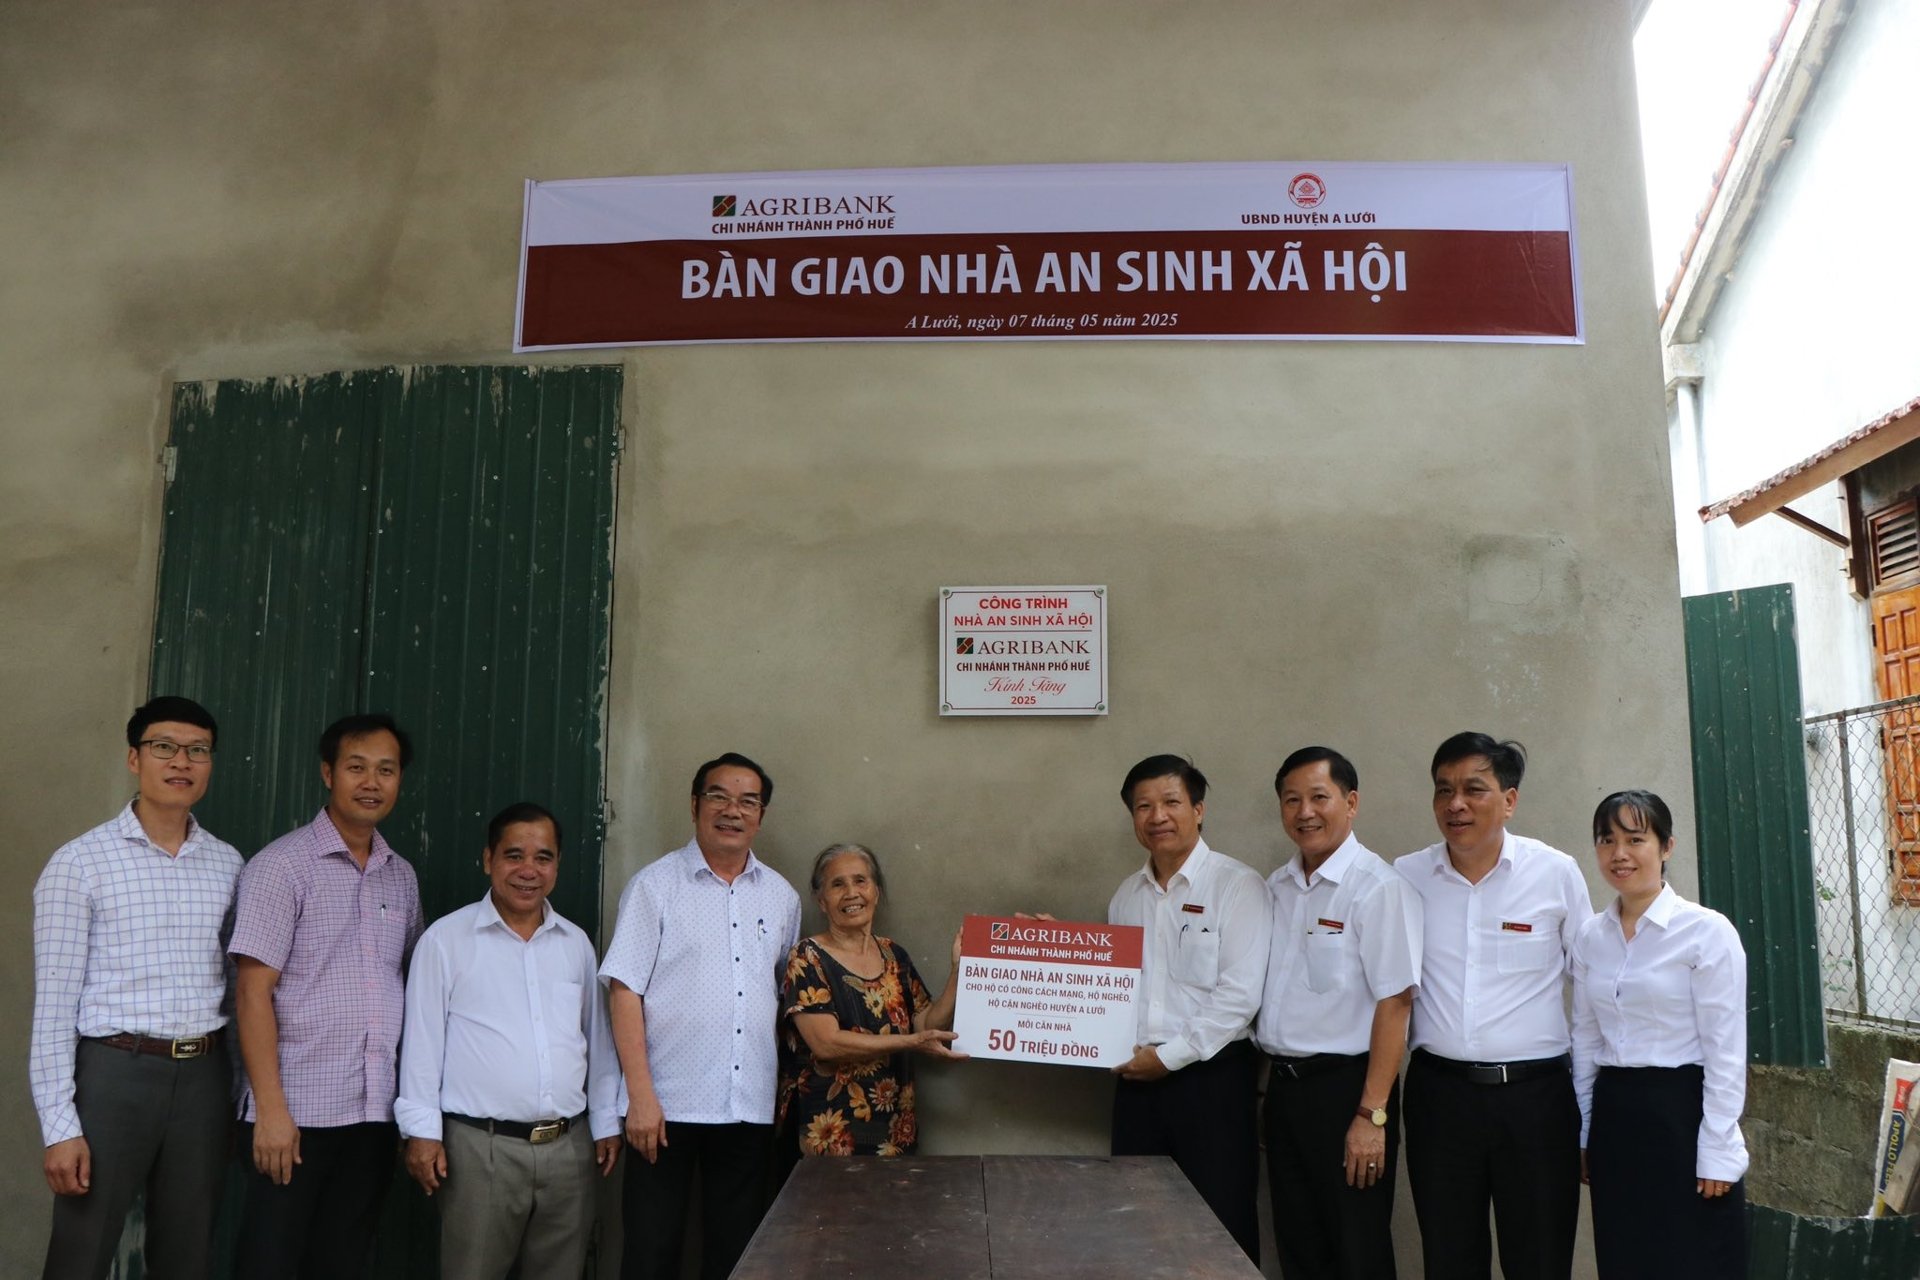 AGRIBANK
CHI NHÁNH THÀNH PHỐ HUẾ
UBND HUYỆN A LƯỚI
BÀN GIAO NHÀ AN SINH XÃ HỘI
A Lưới, ngày 07 tháng 05 năm 2025
CÔNG TRÌNH
NHÀ AN SINH XÃ HỘI
AGRIBANK
CHI NHÁNH THÀNH PHỐ HUẾ
Kính Tặng
2025
AGRIBANK
CHI NHÁNH THÀNH PHỐ HUẾ
BÀN GIAO NHÀ AN SINH XÃ HỘI
CHO HỘ CÓ CÔNG CÁCH MẠNG, HỘ NGHÈO,
HỘ CẬN NGHÈO HUYỆN A LƯỚI
MỖI CĂN NHÀ
50 TRIỆU ĐỒNG
APOLLO